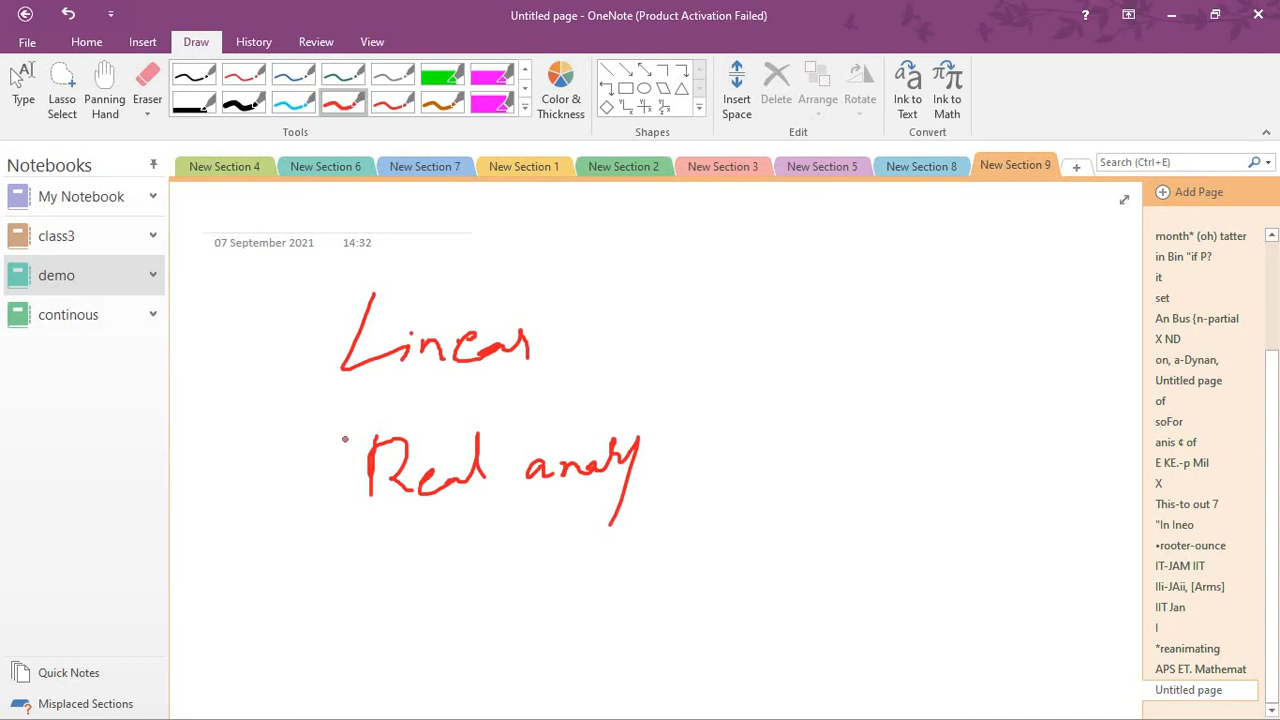 Untitled page - OneNote (Product Activation Failed)
File Home Insert Draw History Review View
Type Lasso Select Panning Hand Eraser Color & Thickness Insert Space Delete Arrange Rotate Ink to Text Ink to Math
Tools Shapes Edit Convert
Notebooks
New Section 4 New Section 6 New Section 7 New Section 1 New Section 2 New Section 3 New Section 5 New Section 8 New Section 9 Search (Ctrl+E)
My Notebook
class3
demo
continous
Quick Notes
Misplaced Sections
07 September 2021 14:32
Linear
Real analy
Add Page
month* (oh) tatter
in Bin "if P?
it
set
An Bus {n-partial
X ND
on, a-Dynan,
Untitled page
of
soFor
anis ¢ of
E KE.-p Mil
X
This-to out 7
"In Ineo
•rooter-ounce
IT-JAM IIT
IIi-JAii, [Arms]
IIT Jan
I
*reanimating
APS ET. Mathemat
Untitled page